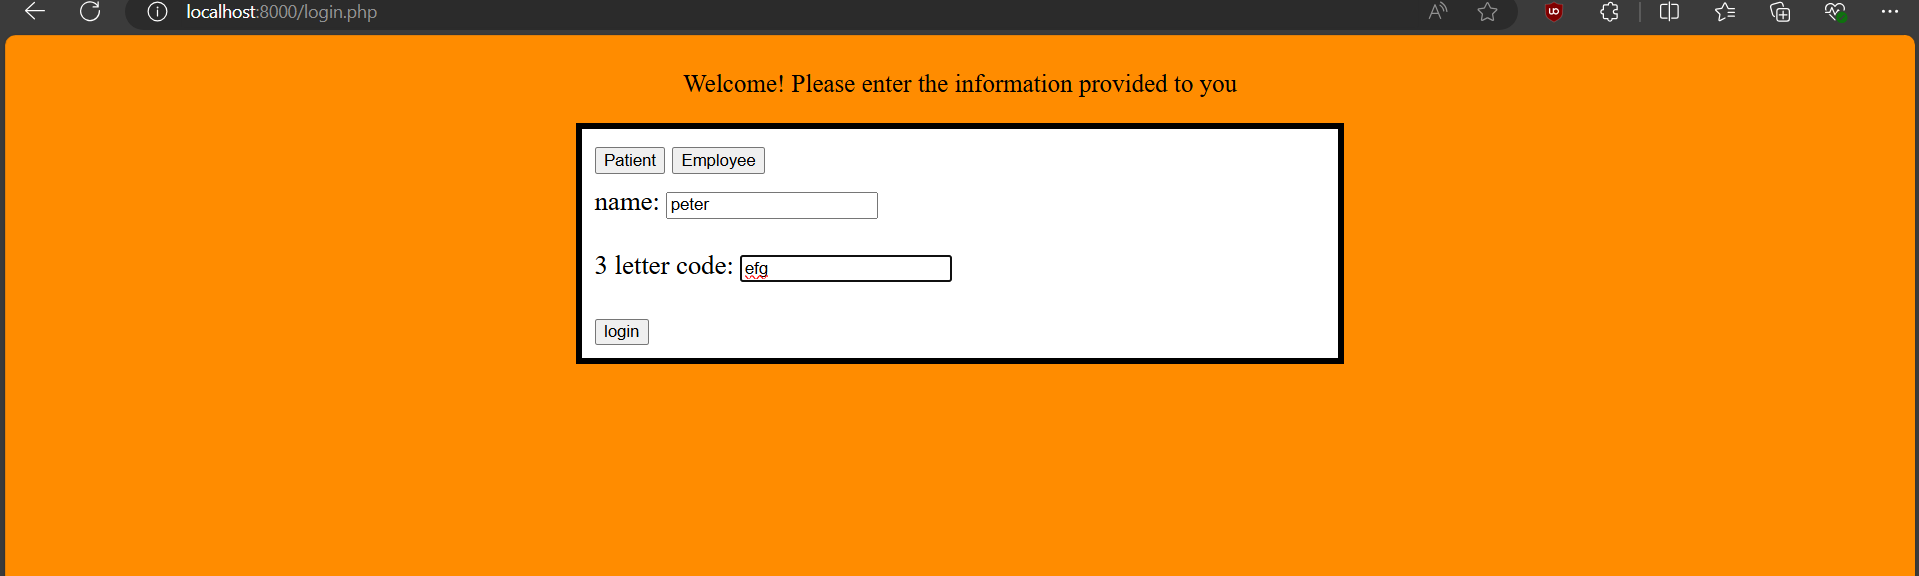 localhost:8000/login.php
Welcome! Please enter the information provided to you
Patient Employee
name: peter
3 letter code: efg
login